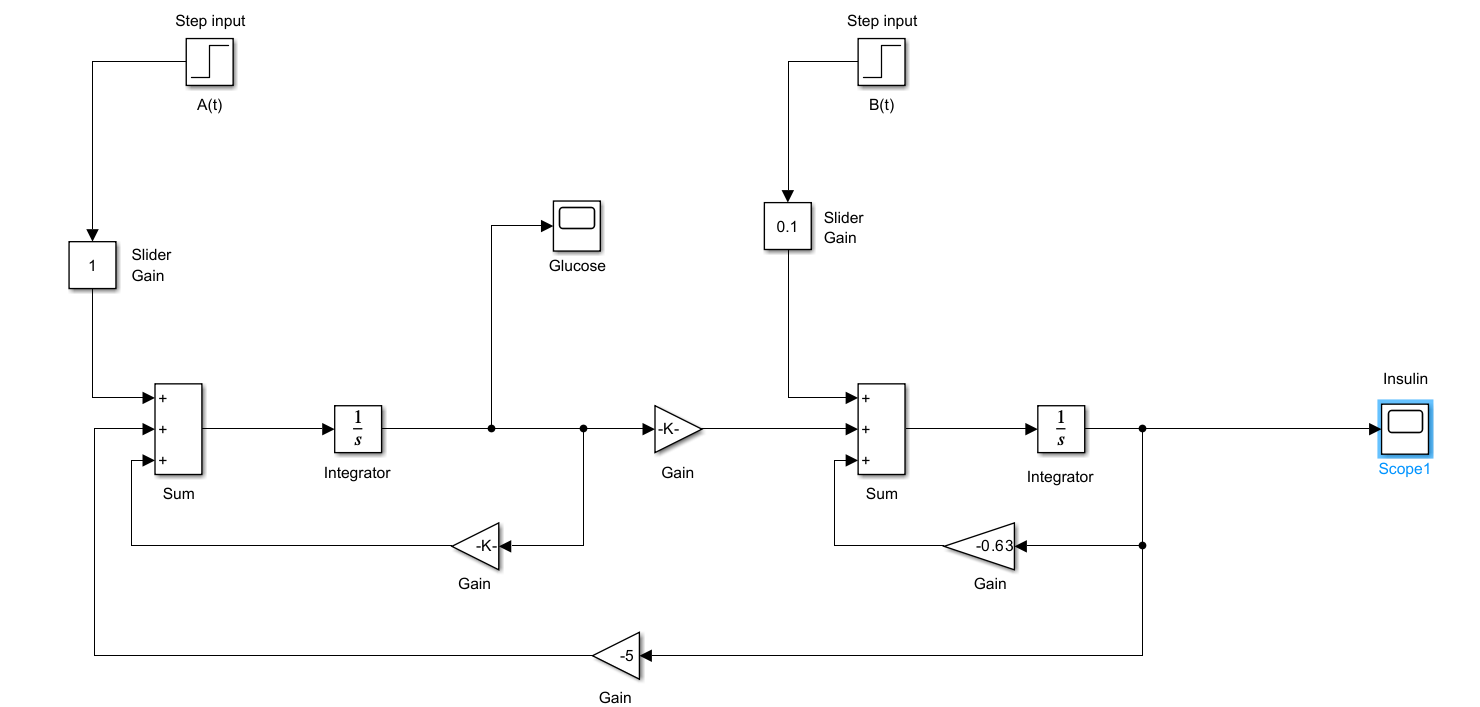 Step input
A(t)
Step input
B(t)
1
Slider
Gain
0.1
Slider
Gain
Glucose
+
+
+
Sum
1
s
Integrator
-K-
Gain
+
+
+
Sum
1
s
Integrator
Insulin
Scope1
-K-
Gain
-0.63
Gain
-5
Gain